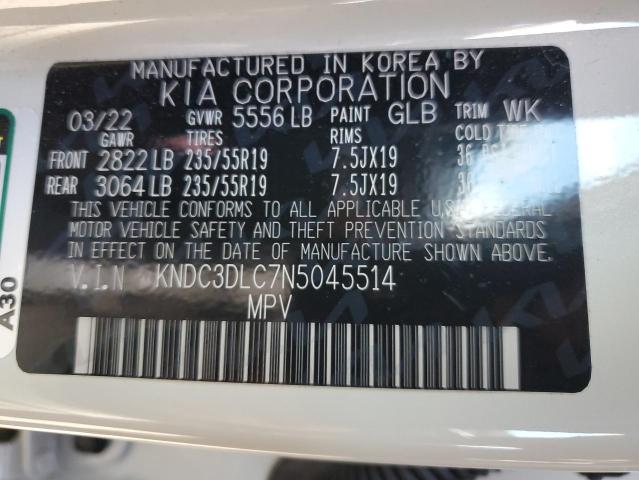 MANUFACTURED IN KOREA BY
KIA CORPORATION
03/22 GVWR 5556 LB PAINT GLB TRIM WK
GAWR TIRES RIMS COLD
FRONT 2822 LB 235/55R19 7.5JX19 36
REAR 3064 LB 235/55R19 7.5JX19
THIS VEHICLE CONFORMS TO ALL APPLICABLE
MOTOR VEHICLE SAFETY AND THEFT PREVENTION STANDARDS
IN EFFECT ON THE DATE OF MANUFACTURE SHOWN ABOVE.
V.I.N KNDC3DLC7N5045514
MPV
A30